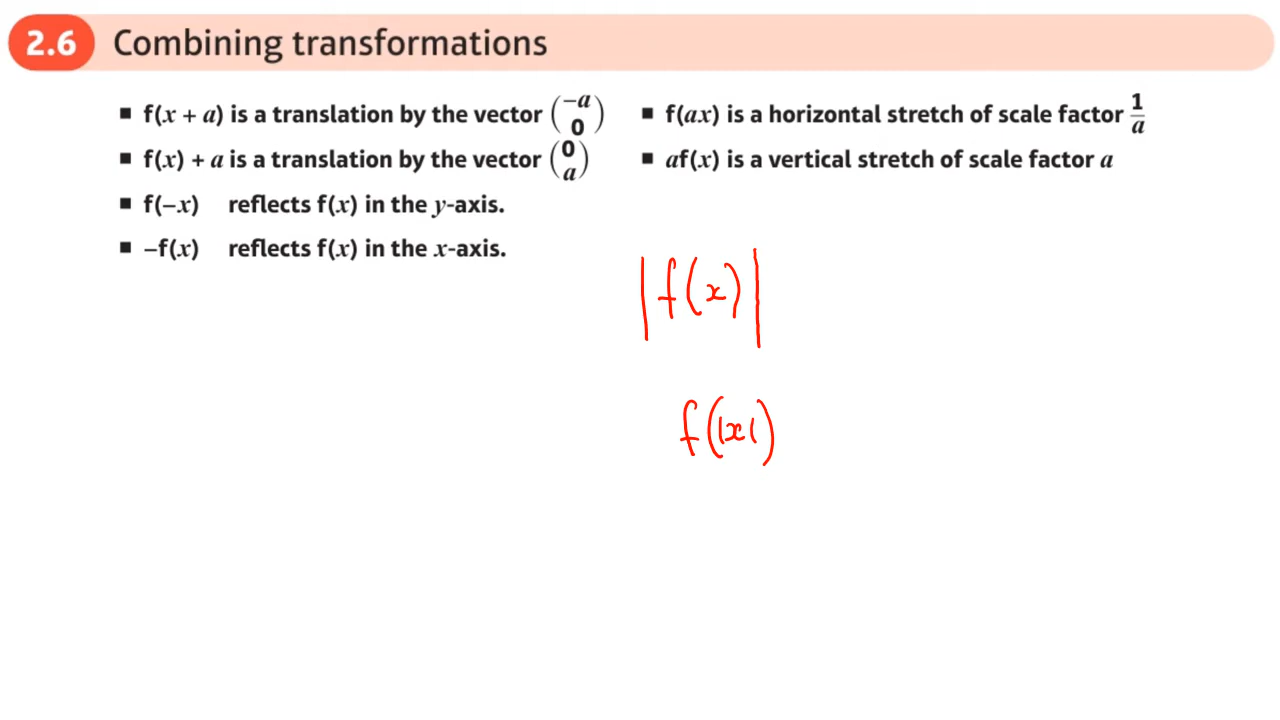 2.6 Combining transformations
■ f(x + a) is a translation by the vector (−a 0)
■ f(x) + a is a translation by the vector (0 a)
■ f(−x) reflects f(x) in the y-axis.
■ −f(x) reflects f(x) in the x-axis.
■ f(ax) is a horizontal stretch of scale factor 1/a
■ af(x) is a vertical stretch of scale factor a
|f(x)|
f(|x|)